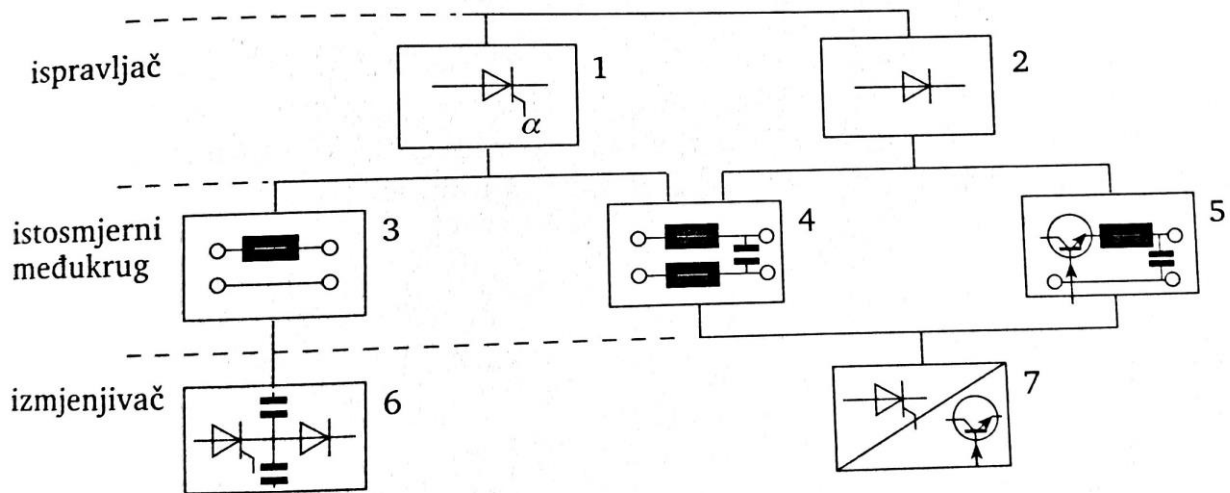 ispravljač
1
α
2
istosmjerni
međukrug
3
4
5
izmjenjivač
6
7